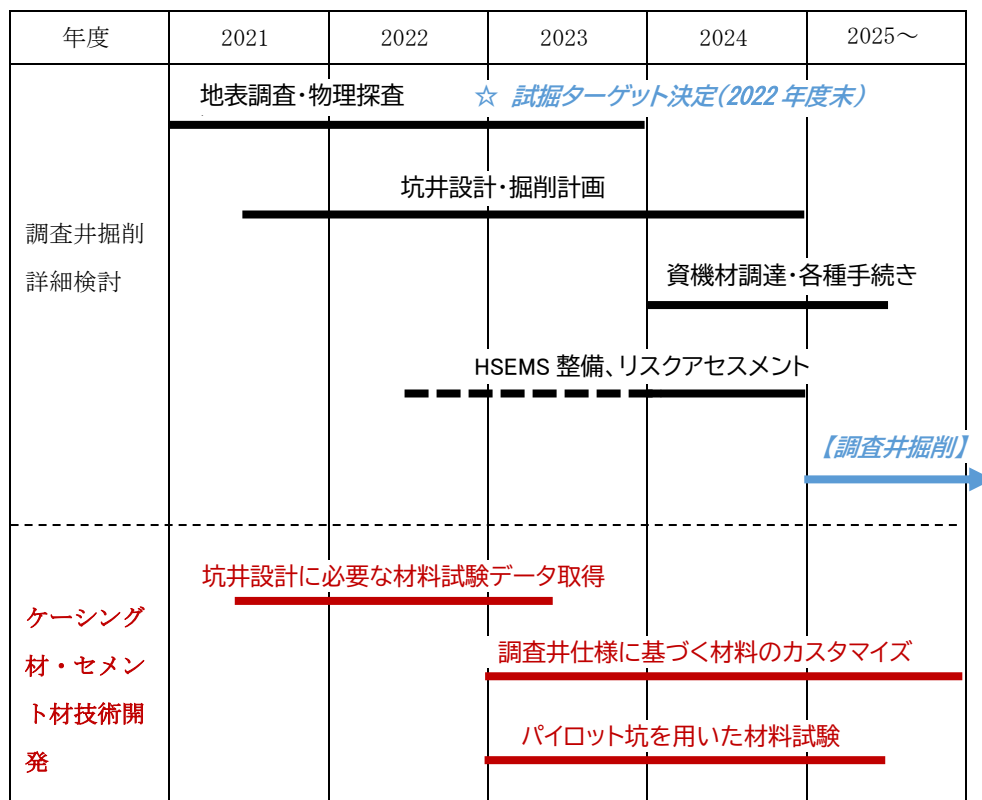 年度 2021 2022 2023 2024 2025～
地表調査・物理探査 ☆ 試掘ターゲット決定(2022 年度末)
坑井設計・掘削計画
調査井掘削
詳細検討
資機材調達・各種手続き
HSEMS 整備、リスクアセスメント
【調査井掘削】
坑井設計に必要な材料試験データ取得
ケーシング
材・セメン
ト材技術開
発
調査井仕様に基づく材料のカスタマイズ
パイロット坑を用いた材料試験